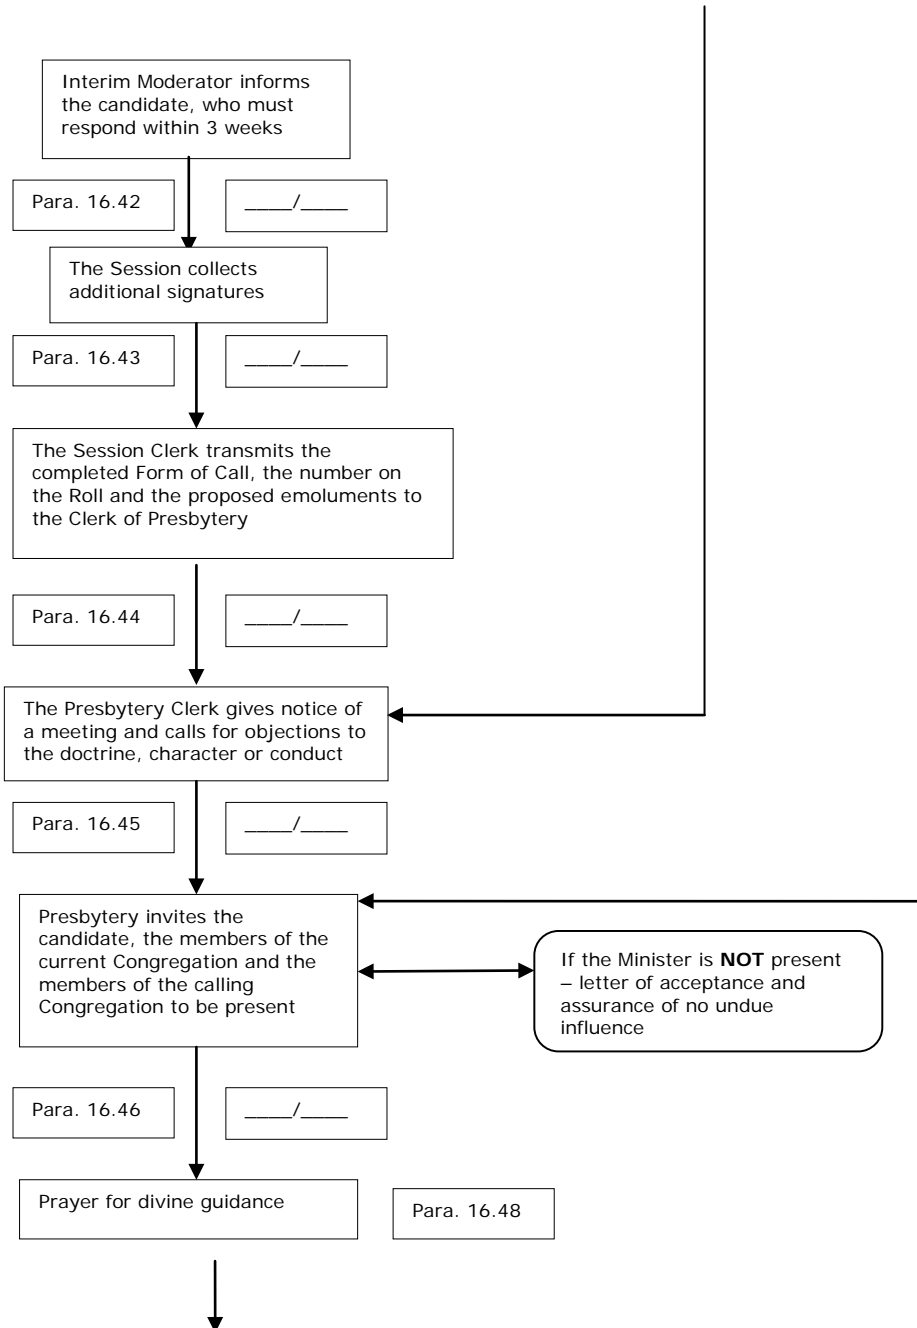 Interim Moderator informs
the candidate, who must
respond within 3 weeks
Para. 16.42
____/____
The Session collects
additional signatures
Para. 16.43
____/____
The Session Clerk transmits the
completed Form of Call, the number on
the Roll and the proposed emoluments to
the Clerk of Presbytery
Para. 16.44
____/____
The Presbytery Clerk gives notice of
a meeting and calls for objections to
the doctrine, character or conduct
Para. 16.45
____/____
Presbytery invites the
candidate, the members of the
current Congregation and the
members of the calling
Congregation to be present
If the Minister is NOT present
– letter of acceptance and
assurance of no undue
influence
Para. 16.46
____/____
Prayer for divine guidance
Para. 16.48